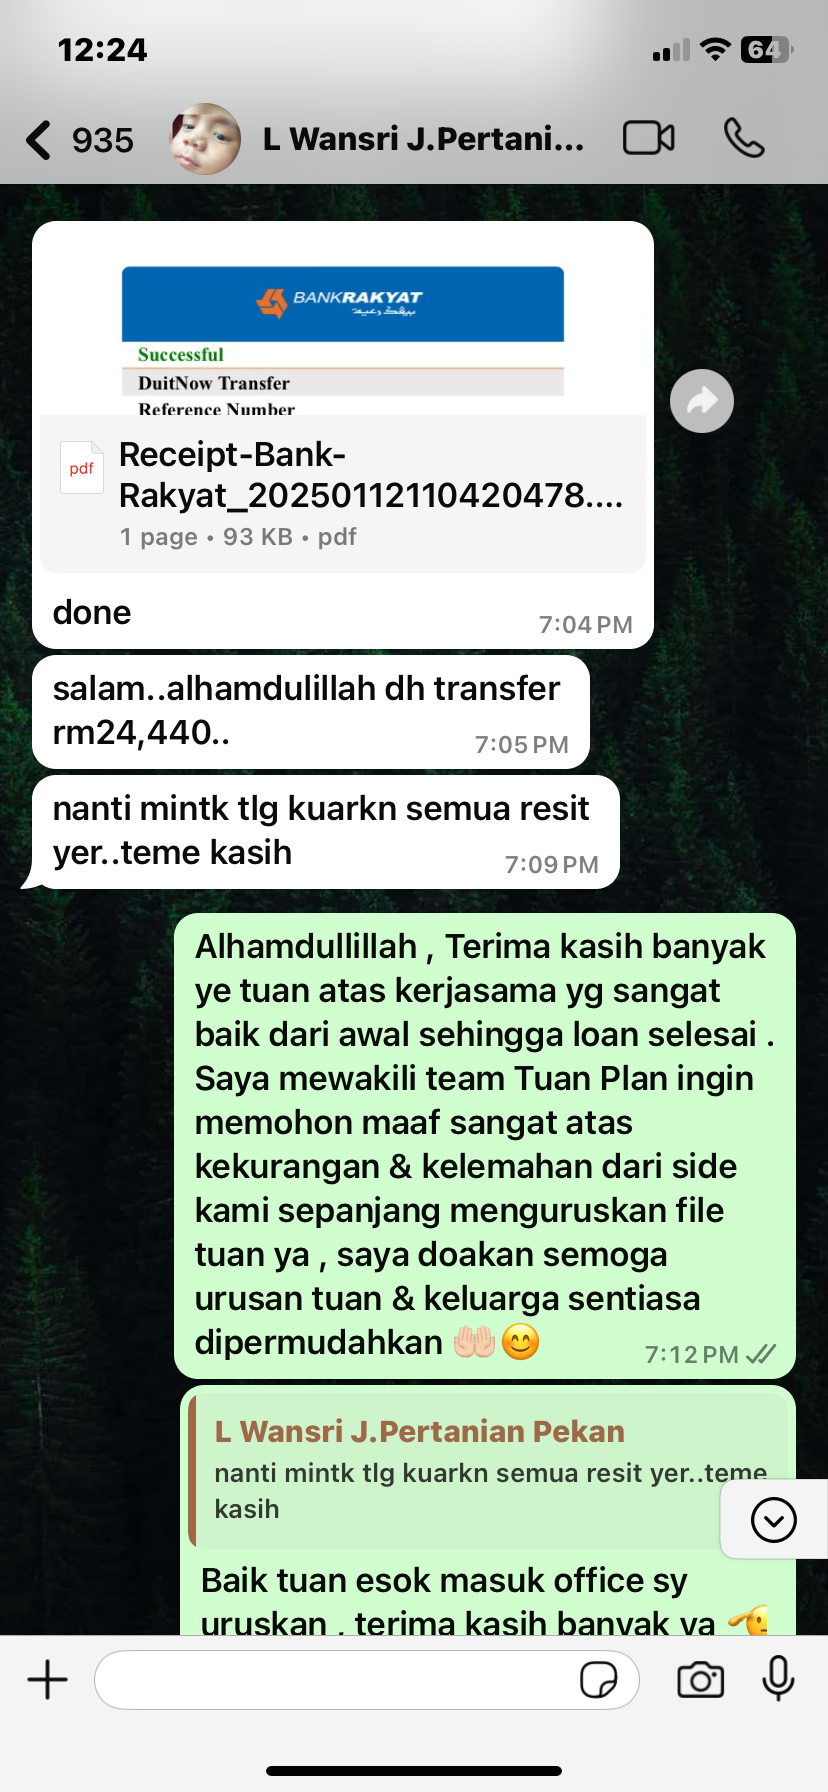 12:24
64
935
L Wansri J.Pertani...
BANKRAKYAT
بيڤك رعية
Successful
DuitNow Transfer
Reference Number
pdf
Receipt-Bank-
Rakyat_20250112110420478....
1 page • 93 KB • pdf
done
7:04 PM
salam..alhamdulillah dh transfer
rm24,440..
7:05 PM
nanti mintk tlg kuarkn semua resit
yer..teme kasih
7:09 PM
Alhamdullillah , Terima kasih banyak
ye tuan atas kerjasama yg sangat
baik dari awal sehingga loan selesai .
Saya mewakili team Tuan Plan ingin
memohon maaf sangat atas
kekurangan & kelemahan dari side
kami sepanjang menguruskan file
tuan ya , saya doakan semoga
urusan tuan & keluarga sentiasa
dipermudahkan 🤲🏻😊
7:12 PM
L Wansri J.Pertanian Pekan
nanti mintk tlg kuarkn semua resit yer..teme
kasih
Baik tuan esok masuk office sy
uruskan , terima kasih banyak ya